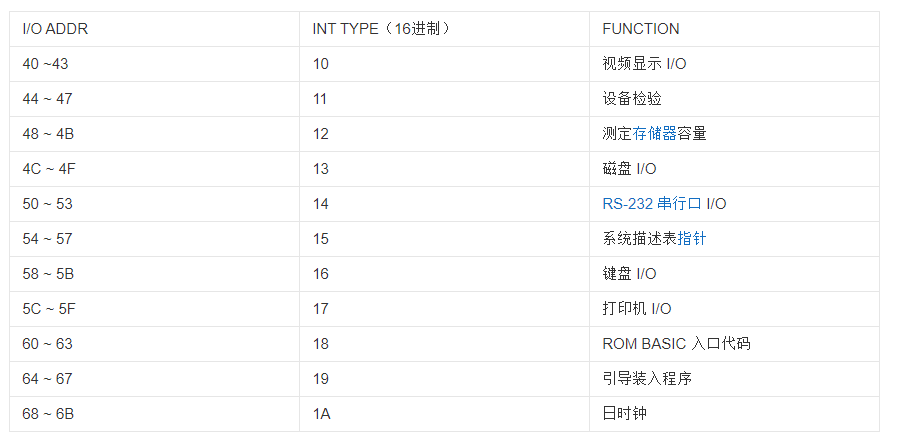 I/O ADDR INT TYPE（16进制） FUNCTION
40 ~43 10 视频显示 I/O
44 ~ 47 11 设备检验
48 ~ 4B 12 测定存储器容量
4C ~ 4F 13 磁盘 I/O
50 ~ 53 14 RS-232 串行口 I/O
54 ~ 57 15 系统描述表指针
58 ~ 5B 16 键盘 I/O
5C ~ 5F 17 打印机 I/O
60 ~ 63 18 ROM BASIC 入口代码
64 ~ 67 19 引导装入程序
68 ~ 6B 1A 日时钟